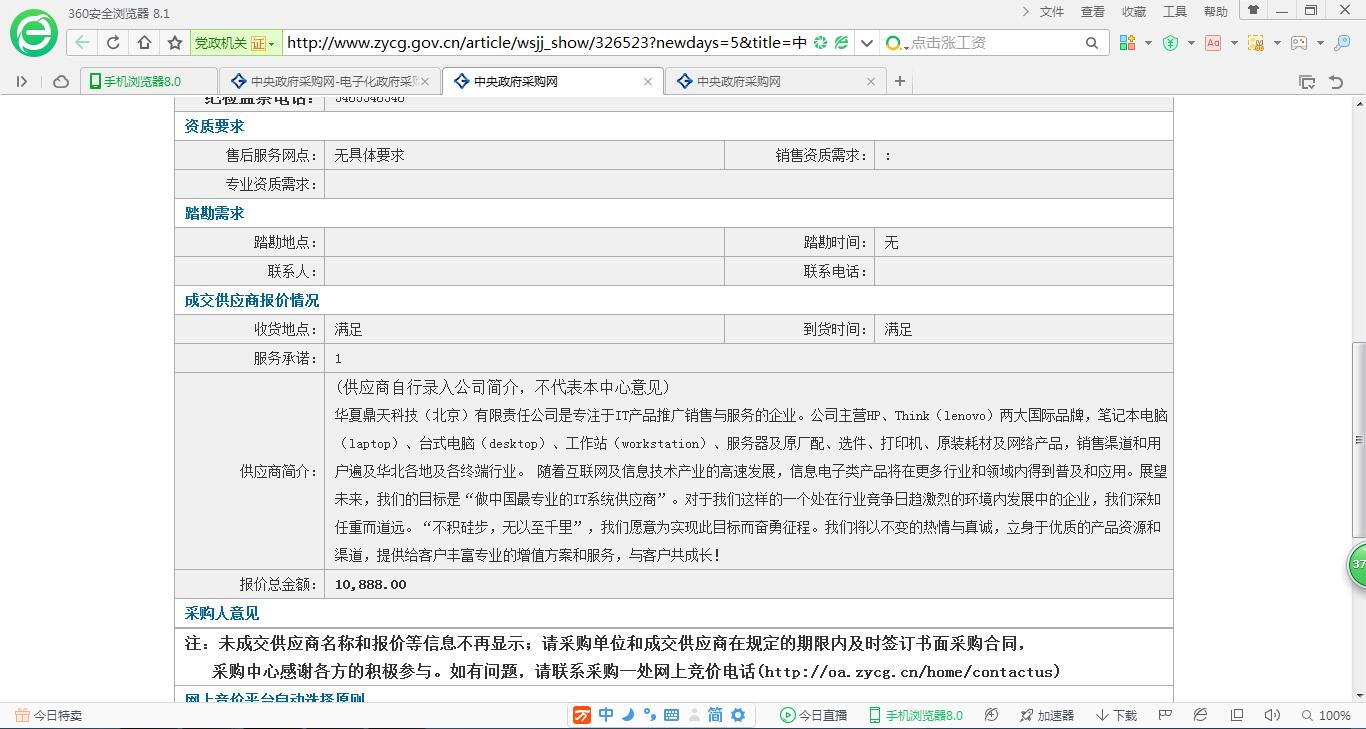 360安全浏览器 8.1
文件 查看 收藏 工具 帮助
党政机关 证
http://www.zycg.gov.cn/article/wsjj_show/326523?newdays=5&title=中
点击涨工资
手机浏览器8.0
中央政府采购网-电子化政府采
中央政府采购网
中央政府采购网
纪检监察电话:
资质要求
售后服务网点: 无具体要求 销售资质需求: :
专业资质需求:
踏勘需求
踏勘地点: 踏勘时间: 无
联系人: 联系电话:
成交供应商报价情况
收货地点: 满足 到货时间: 满足
服务承诺: 1
(供应商自行录入公司简介，不代表本中心意见)
华夏鼎天科技（北京）有限责任公司是专注于IT产品推广销售与服务的企业。公司主营HP、Think（lenovo）两大国际品牌，笔记本电脑
（laptop）、台式电脑（desktop）、工作站（workstation）、服务器及原厂配、选件、打印机、原装耗材及网络产品，销售渠道和用
供应商简介:
户遍及华北各地及各终端行业。 随着互联网及信息技术产业的高速发展，信息电子类产品将在更多行业和领域内得到普及和应用。展望
未来，我们的目标是“做中国最专业的IT系统供应商”。对于我们这样的一个处在行业竞争日趋激烈的环境内发展中的企业，我们深知
任重而道远。“不积硅步，无以至千里”，我们愿意为实现此目标而奋勇征程。我们将以不变的热情与真诚，立身于优质的产品资源和
渠道，提供给客户丰富专业的增值方案和服务，与客户共成长!
报价总金额: 10,888.00
采购人意见
注: 未成交供应商名称和报价等信息不再显示; 请采购单位和成交供应商在规定的期限内及时签订书面采购合同，
采购中心感谢各方的积极参与。如有问题，请联系采购一处网上竞价电话(http://oa.zycg.cn/home/contactus)
网上竞价平台自动选择原则
37
今日特卖
中
简
今日直播
手机浏览器8.0
加速器
下载
100%